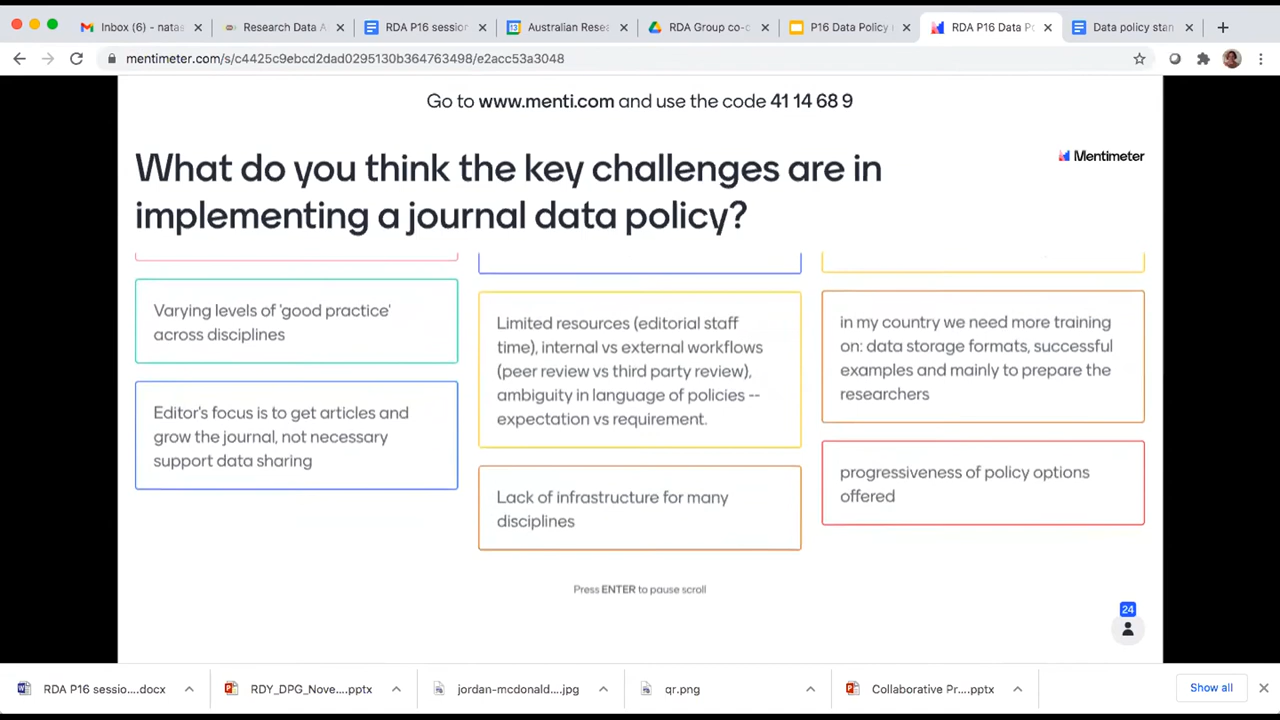 Inbox (6) - natas
Research Data A
RDA P16 session
Australian Resea
RDA Group co-c
P16 Data Policy
RDA P16 Data Po
Data policy stan
mentimeter.com/s/c4425c9ebcd2dad0295130b364763498/e2acc53a3048
Go to www.menti.com and use the code 41 14 68 9
Mentimeter
What do you think the key challenges are in
implementing a journal data policy?
Varying levels of 'good practice'
across disciplines
Editor's focus is to get articles and
grow the journal, not necessary
support data sharing
Limited resources (editorial staff
time), internal vs external workflows
(peer review vs third party review),
ambiguity in language of policies --
expectation vs requirement.
Lack of infrastructure for many
disciplines
in my country we need more training
on: data storage formats, successful
examples and mainly to prepare the
researchers
progressiveness of policy options
offered
Press ENTER to pause scroll
24
RDA P16 sessio....docx
RDY_DPG_Nove....pptx
jordan-mcdonald....jpg
qr.png
Collaborative Pr....pptx
Show all